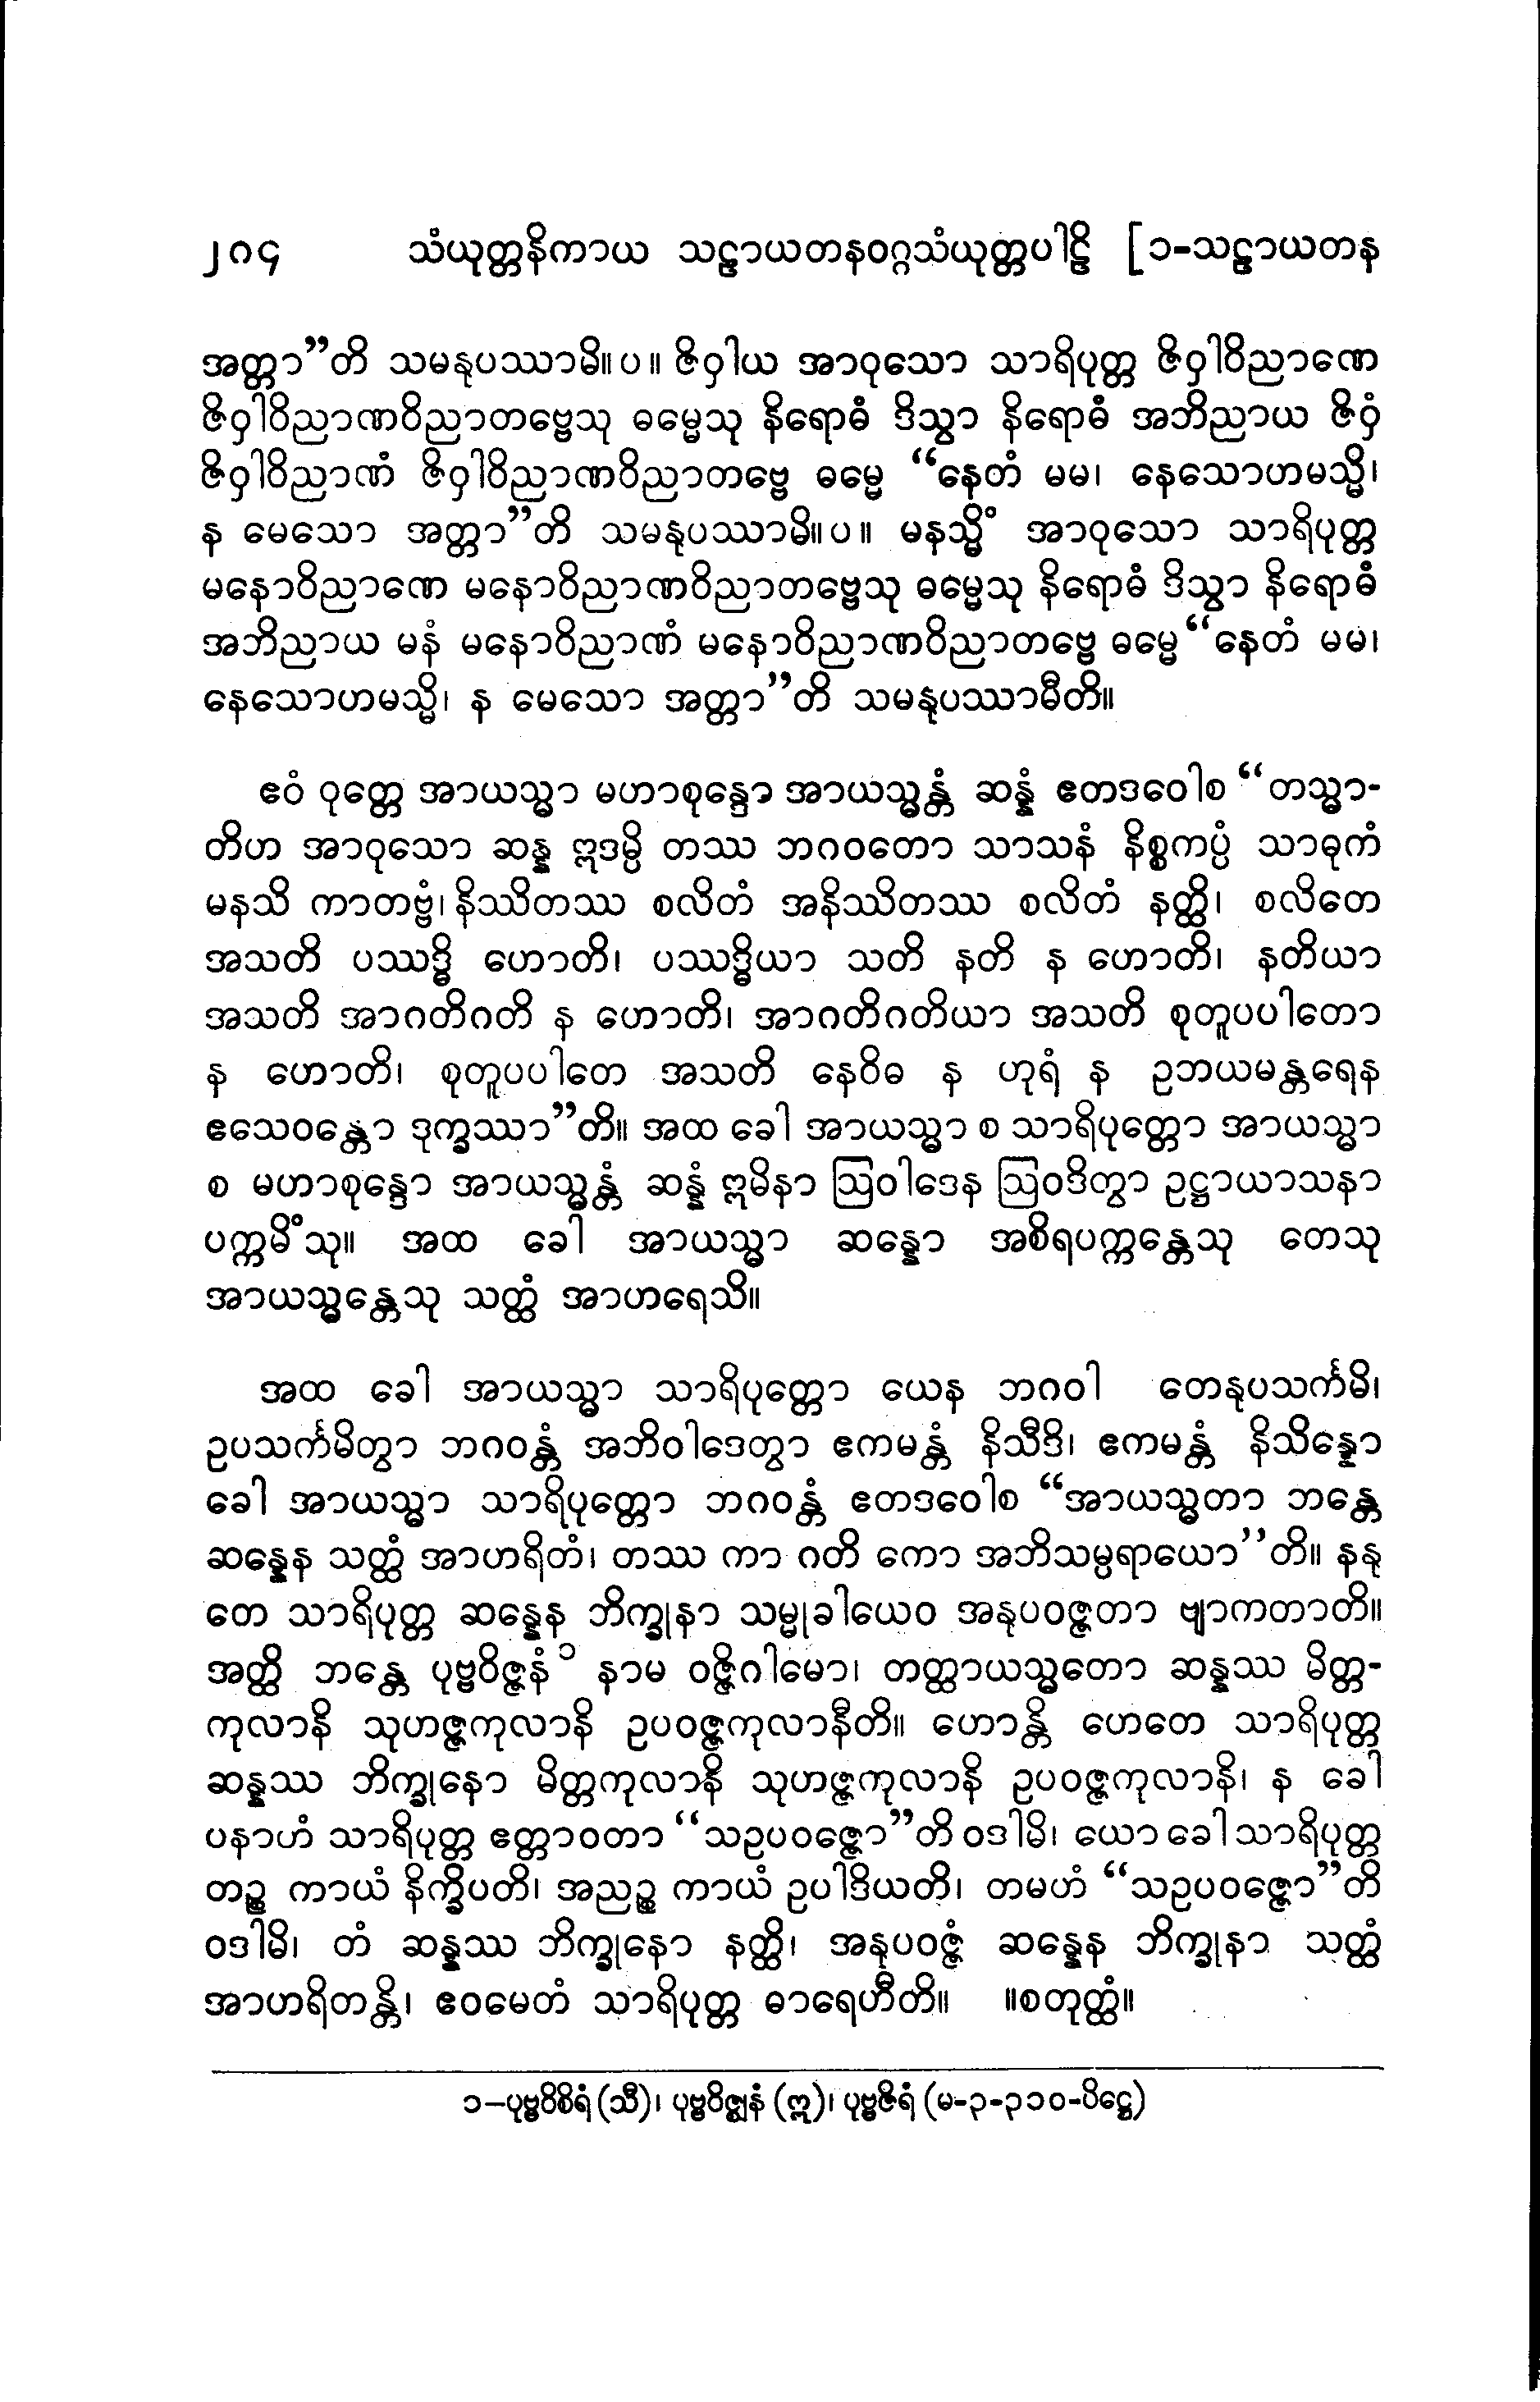 ၂၈၄ သံယုတ္တနိကာယ သဠာယတနဝဂ္ဂသံယုတ္တပါဠိ [၁-သဠာယတန
အတ္တာ”တိ သမနုပဿာမိ။ပ။ ဇိဝှါယ အာဝုသော သာရိပုတ္တ ဇိဝှါဝိညာဏေ
ဇိဝှါဝိညာဏဝိညာတဗ္ဗေသု ဓမ္မေသု နိရောဓံ ဒိသွာ နိရောဓံ အဘိညာယ ဇိဝှံ
ဇိဝှါဝိညာဏံ ဇိဝှါဝိညာဏဝိညာတဗ္ဗေ ဓမ္မေ “နေတံ မမ၊ နေသောဟမသ္မိ၊
န မေသော အတ္တာ”တိ သမနုပဿာမိ။ပ။ မနသ္မိံ အာဝုသော သာရိပုတ္တ
မနောဝိညာဏေ မနောဝိညာဏဝိညာတဗ္ဗေသု ဓမ္မေသု နိရောဓံ ဒိသွာ နိရောဓံ
အဘိညာယ မနံ မနောဝိညာဏံ မနောဝိညာဏဝိညာတဗ္ဗေ ဓမ္မေ “နေတံ မမ၊
နေသောဟမသ္မိ၊ န မေသော အတ္တာ”တိ သမနုပဿာမီတိ။
ဧဝံ ဝုတ္တေ အာယသ္မာ မဟာစုန္ဒော အာယသ္မန္တံ ဆန္နံ ဧတဒဝေါစ “တသ္မာ-
တိဟ အာဝုသော ဆန္န ဣဒမ္ပိ တဿ ဘဂဝတော သာသနံ နိစ္စကပ္ပံ သာဓုကံ
မနသိ ကာတဗ္ဗံ၊ နိဿိတဿ စလိတံ အနိဿိတဿ စလိတံ နတ္ထိ၊ စလိတေ
အသတိ ပဿဒ္ဓိ ဟောတိ၊ ပဿဒ္ဓိယာ သတိ နတိ န ဟောတိ၊ နတိယာ
အသတိ အာဂတိဂတိ န ဟောတိ၊ အာဂတိဂတိယာ အသတိ စုတူပပါတော
န ဟောတိ၊ စုတူပပါတေ အသတိ နေဝိဓ န ဟုရံ န ဥဘယမန္တရေန
ဧသေဝန္တော ဒုက္ခဿာ”တိ။ အထ ခေါ အာယသ္မာ စ သာရိပုတ္တော အာယသ္မာ
စ မဟာစုန္ဒော အာယသ္မန္တံ ဆန္နံ ဣမိနာ ဩဝါဒေန ဩဝဒိတွာ ဥဋ္ဌာယာသနာ
ပက္ကမိံသု။ အထ ခေါ အာယသ္မာ ဆန္နော အစိရပက္ကန္တေသု တေသု
အာယသ္မန္တေသု သတ္ထံ အာဟရေသိ။
အထ ခေါ အာယသ္မာ သာရိပုတ္တော ယေန ဘဂဝါ တေနုပသင်္ကမိ၊
ဥပသင်္ကမိတွာ ဘဂဝန္တံ အဘိဝါဒေတွာ ဧကမန္တံ နိသီဒိ၊ ဧကမန္တံ နိသိန္နော
ခေါ အာယသ္မာ သာရိပုတ္တော ဘဂဝန္တံ ဧတဒဝေါစ “အာယသ္မတာ ဘန္တေ
ဆန္နေန သတ္ထံ အာဟရိတံ၊ တဿ ကာ ဂတိ ကော အဘိသမ္ပရာယော”တိ။ နနု
တေ သာရိပုတ္တ ဆန္နေန ဘိက္ခုနာ သမ္မုခါယေဝ အနုပဝဇ္ဇတာ ဗျာကတာတိ။
အတ္ထိ ဘန္တေ ပုဗ္ဗဝိဇ္ဇနံ၁ နာမ ဝဇ္ဇိဂါမော၊ တတ္ထာယသ္မတော ဆန္နဿ မိတ္တ-
ကုလာနိ သုဟဇ္ဇကုလာနိ ဥပဝဇ္ဇကုလာနီတိ။ ဟောန္တိ ဟေတေ သာရိပုတ္တ
ဆန္နဿ ဘိက္ခုနော မိတ္တကုလာနိ သုဟဇ္ဇကုလာနိ ဥပဝဇ္ဇကုလာနိ၊ န ခေါ
ပနာဟံ သာရိပုတ္တ ဧတ္တာဝတာ “သဥပဝဇ္ဇော”တိ ဝဒါမိ၊ ယော ခေါ သာရိပုတ္တ
တဉ္စ ကာယံ နိက္ခိပတိ၊ အညဉ္စ ကာယံ ဥပါဒိယတိ၊ တမဟံ “သဥပဝဇ္ဇော”တိ
ဝဒါမိ၊ တံ ဆန္နဿ ဘိက္ခုနော နတ္ထိ၊ အနုပဝဇ္ဇံ ဆန္နေန ဘိက္ခုနာ သတ္ထံ
အာဟရိတန္တိ၊ ဧဝမေတံ သာရိပုတ္တ ဓာရေဟီတိ။ ။စတုတ္ထံ။
၁–ပုဗ္ဗဝိစိရံ (သီ)၊ ပုဗ္ဗဝိဇ္ဈနံ (ဣ)၊ ပုဗ္ဗဇိရံ (မ-၃-၃၁၀-ပိဋ္ဌေ)